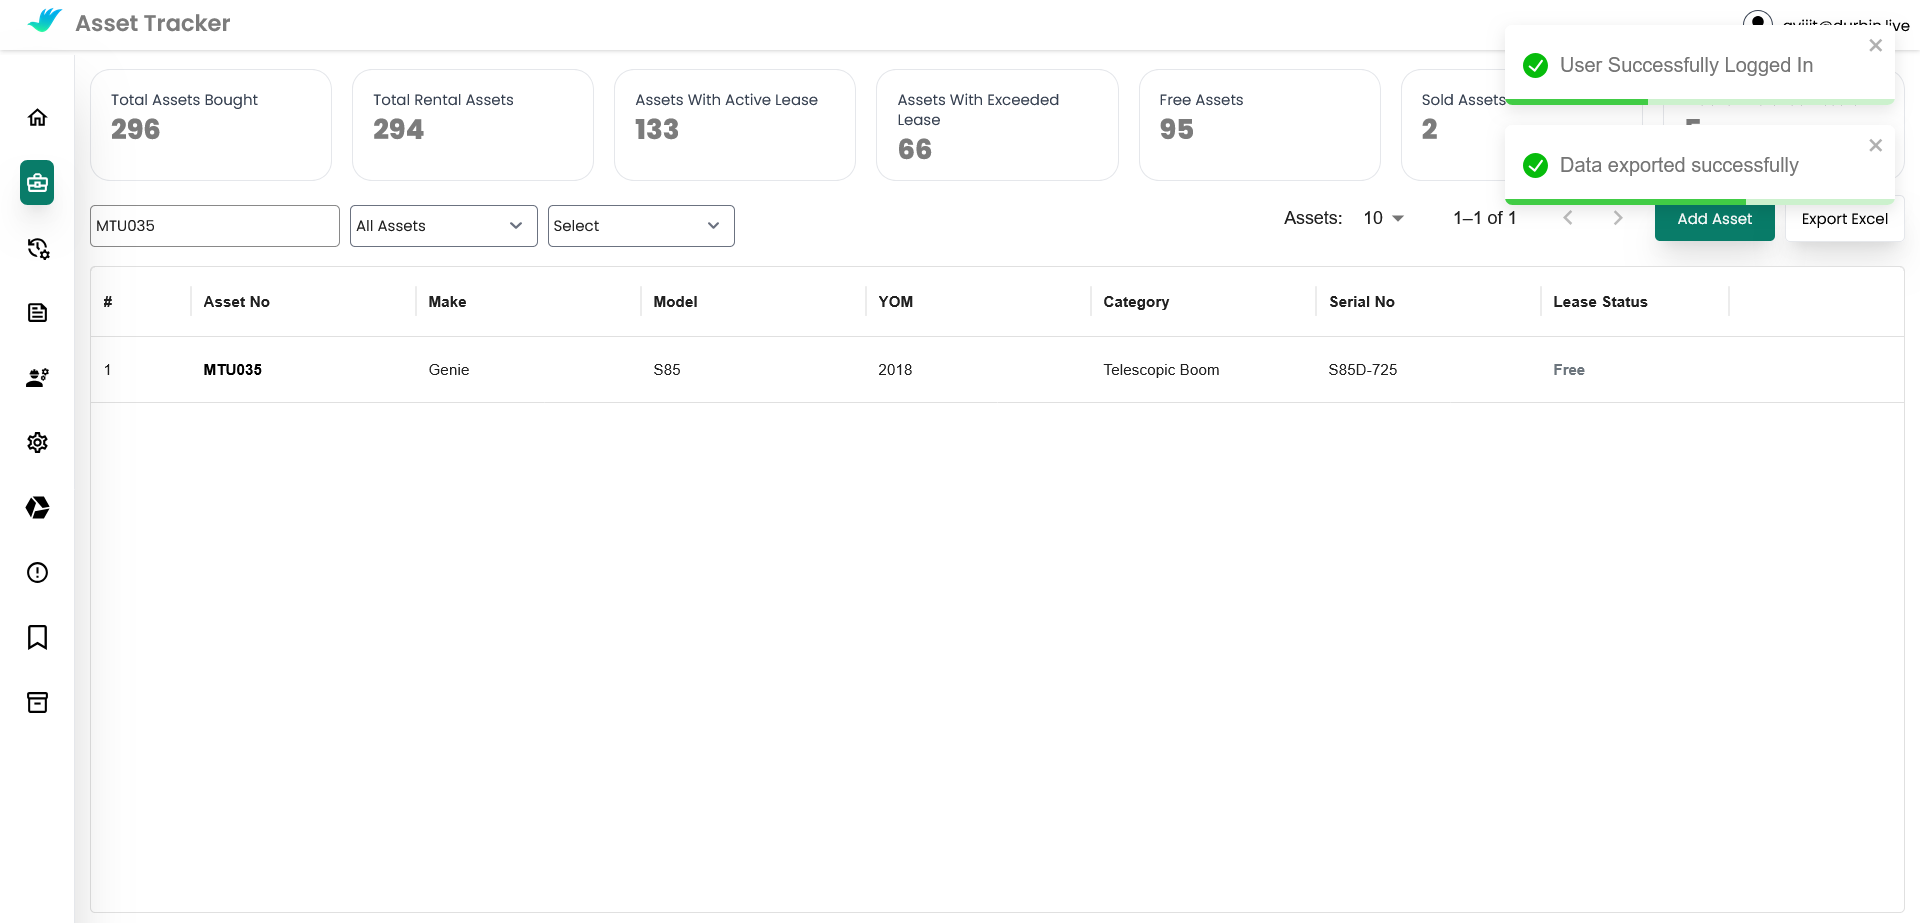 Asset Tracker
User Successfully Logged In
Data exported successfully
Total Assets Bought
296
Total Rental Assets
294
Assets With Active Lease
133
Assets With Exceeded
Lease
66
Free Assets
95
Sold Assets
2
MTU035
All Assets
Select
Assets: 10 1–1 of 1
Add Asset
Export Excel
# Asset No Make Model YOM Category Serial No Lease Status
1 MTU035 Genie S85 2018 Telescopic Boom S85D-725 Free